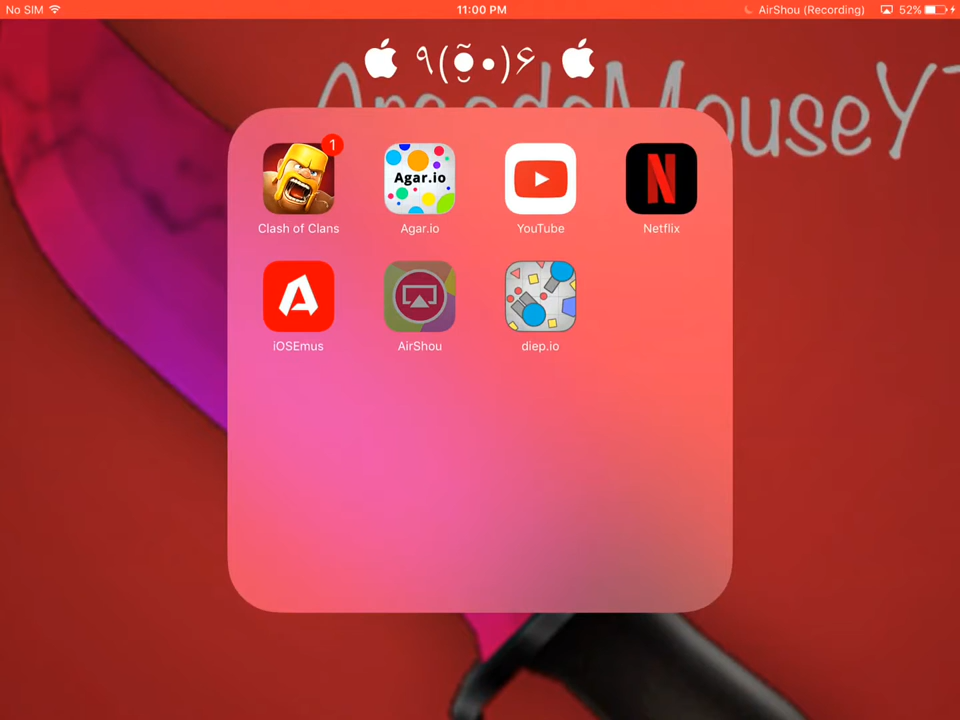 No SIM 11:00 PM AirShou (Recording) 52%
٩(•̮̃•)۶
ArcadeMouseYT
1
Agar.io
Clash of Clans Agar.io YouTube Netflix
iOSEmus AirShou diep.io